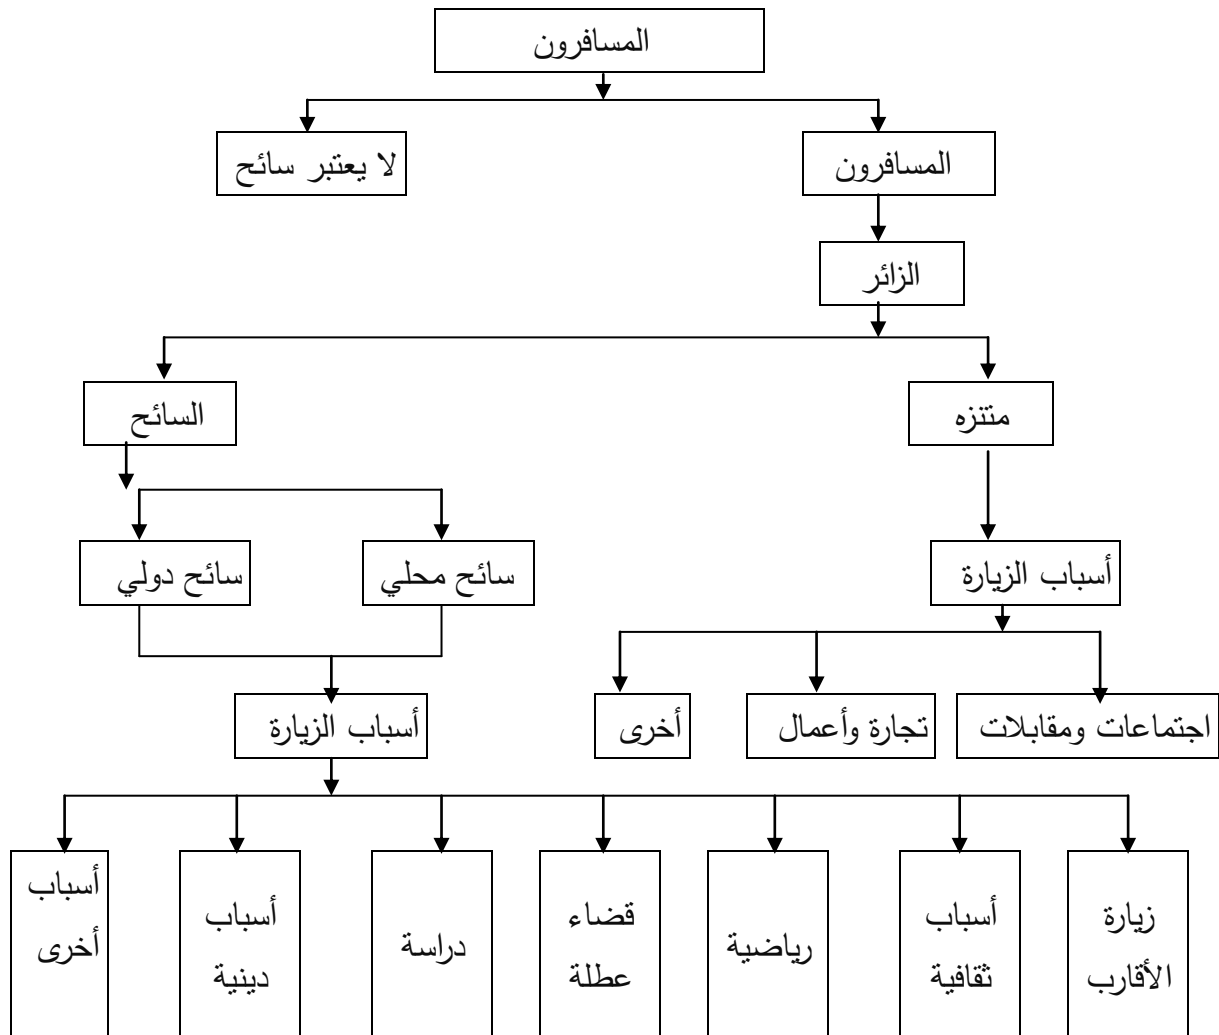 المسافرون
المسافرون
لا يعتبر سائح
الزائر
متنزه
السائح
أسباب الزيارة
سائح محلي
سائح دولي
اجتماعات ومقابلات
تجارة وأعمال
أخرى
أسباب الزيارة
زيارة
الأقارب
أسباب
ثقافية
رياضية
قضاء
عطلة
دراسة
أسباب
دينية
أسباب
أخرى